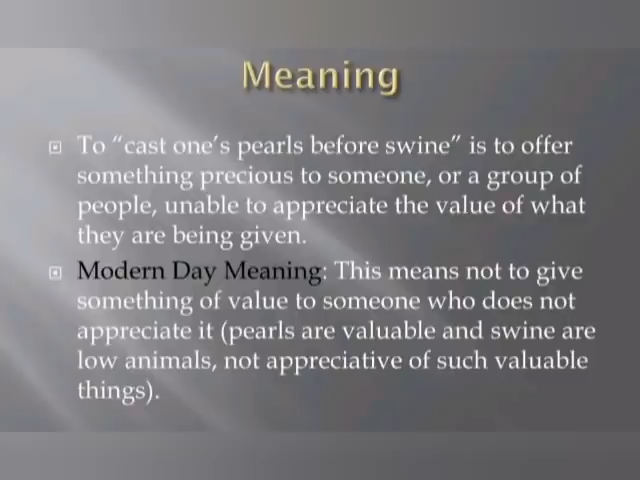 Meaning
To “cast one’s pearls before swine” is to offer
something precious to someone, or a group of
people, unable to appreciate the value of what
they are being given.
Modern Day Meaning: This means not to give
something of value to someone who does not
appreciate it (pearls are valuable and swine are
low animals, not appreciative of such valuable
things).